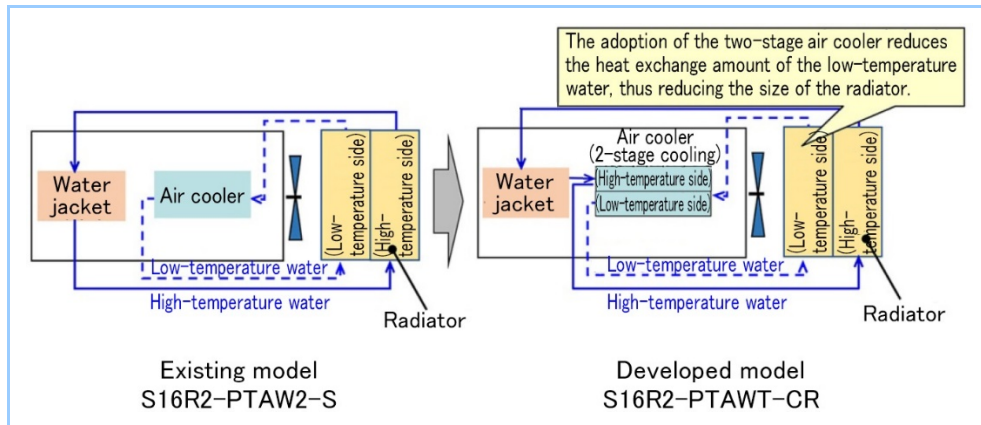 The adoption of the two-stage air cooler reduces
the heat exchange amount of the low-temperature
water, thus reducing the size of the radiator.
Water
jacket
Air cooler
(Low-
temperature side)
(High-
temperature side)
Low-temperature water
High-temperature water
Radiator
Existing model
S16R2-PTAW2-S
Air cooler
(2-stage cooling)
Water
jacket
(High-temperature side)
(Low-temperature side)
(Low-
temperature side)
(High-
temperature side)
Low-temperature water
High-temperature water
Radiator
Developed model
S16R2-PTAWT-CR